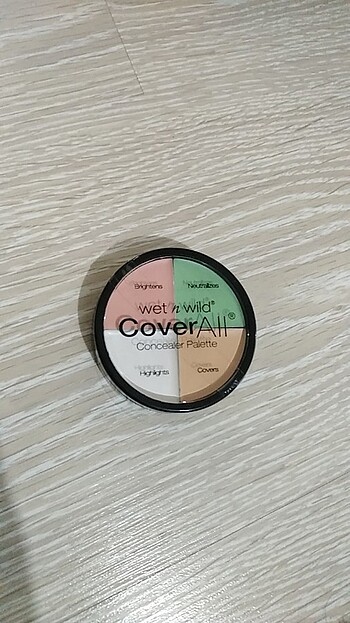 Brightens
Neutralizes
wet n wild®
CoverAll®
Concealer Palette
Highlights
Covers